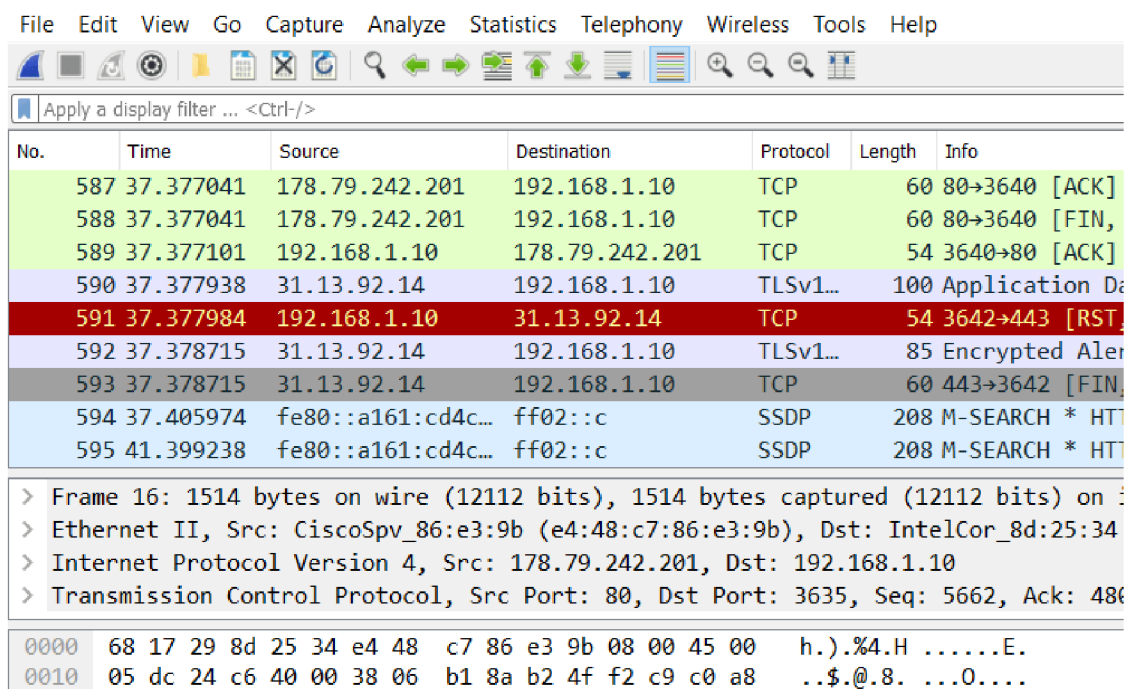 File Edit View Go Capture Analyze Statistics Telephony Wireless Tools Help
Apply a display filter ... <Ctrl-/>
No. Time Source Destination Protocol Length Info
587 37.377041 178.79.242.201 192.168.1.10 TCP 60 80→3640 [ACK]
588 37.377041 178.79.242.201 192.168.1.10 TCP 60 80→3640 [FIN,
589 37.377101 192.168.1.10 178.79.242.201 TCP 54 3640→80 [ACK]
590 37.377938 31.13.92.14 192.168.1.10 TLSv1… 100 Application Da
591 37.377984 192.168.1.10 31.13.92.14 TCP 54 3642→443 [RST,
592 37.378715 31.13.92.14 192.168.1.10 TLSv1… 85 Encrypted Aler
593 37.378715 31.13.92.14 192.168.1.10 TCP 60 443→3642 [FIN,
594 37.405974 fe80::a161:cd4c… ff02::c SSDP 208 M-SEARCH * HTT
595 41.399238 fe80::a161:cd4c… ff02::c SSDP 208 M-SEARCH * HTT
> Frame 16: 1514 bytes on wire (12112 bits), 1514 bytes captured (12112 bits) on i
> Ethernet II, Src: CiscoSpv_86:e3:9b (e4:48:c7:86:e3:9b), Dst: IntelCor_8d:25:34
> Internet Protocol Version 4, Src: 178.79.242.201, Dst: 192.168.1.10
> Transmission Control Protocol, Src Port: 80, Dst Port: 3635, Seq: 5662, Ack: 480
0000 68 17 29 8d 25 34 e4 48 c7 86 e3 9b 08 00 45 00 h.).%4.H ......E.
0010 05 dc 24 c6 40 00 38 06 b1 8a b2 4f f2 c9 c0 a8 ..$.@.8. ...O....